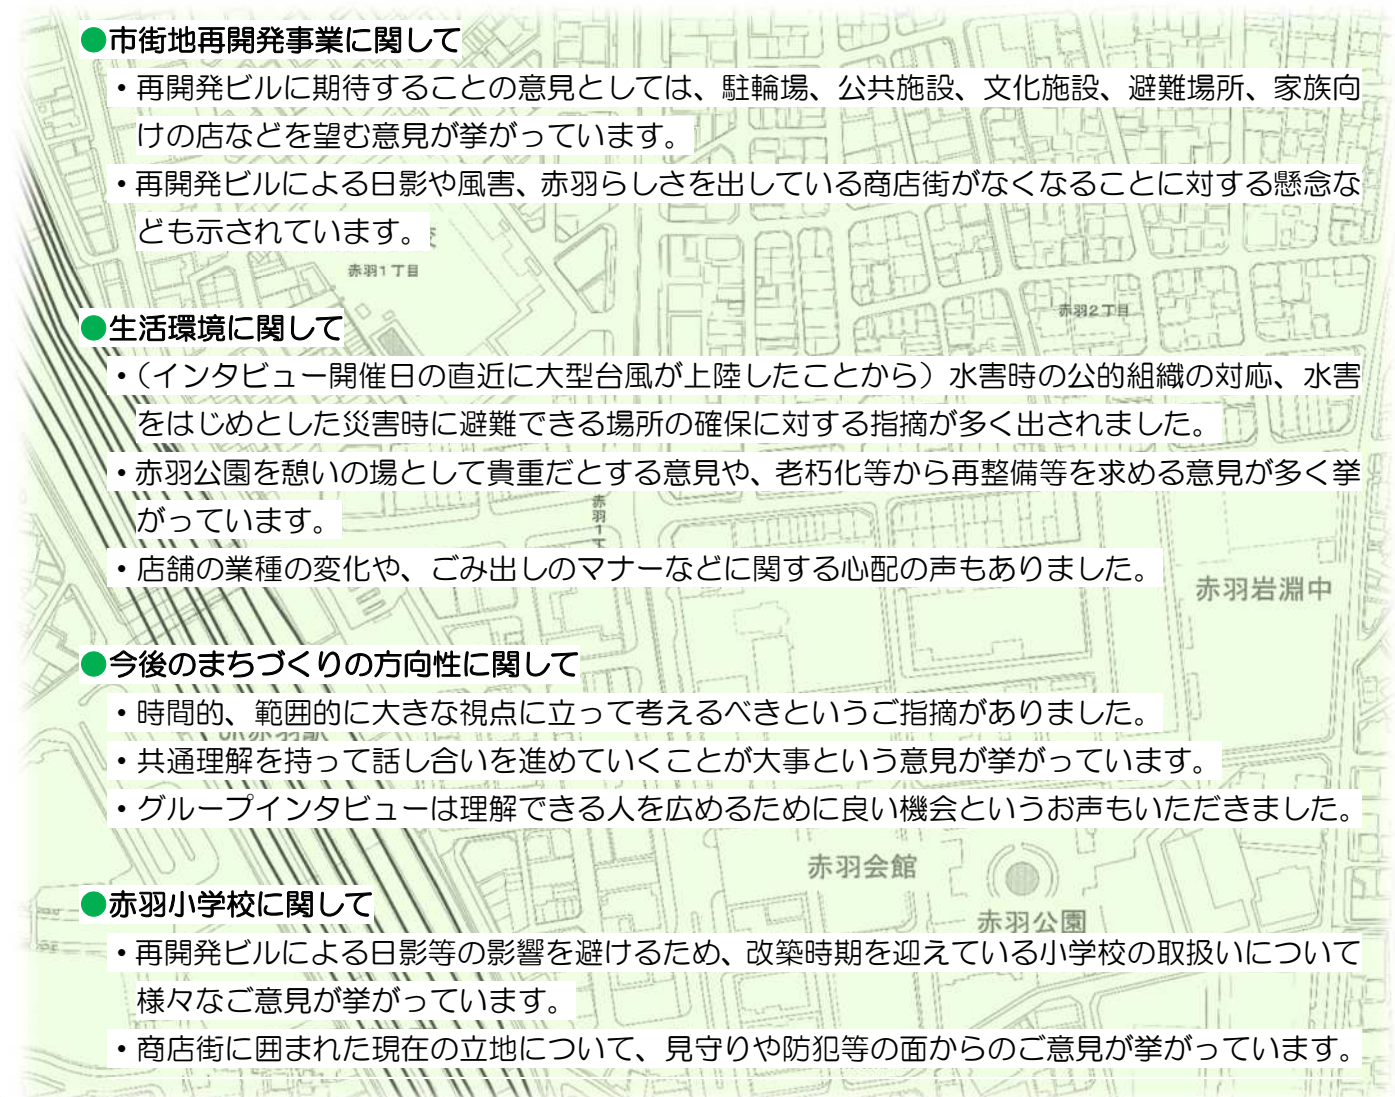 ●市街地再開発事業に関して
・再開発ビルに期待することの意見としては、駐輪場、公共施設、文化施設、避難場所、家族向
けの店などを望む意見が挙がっています。
・再開発ビルによる日影や風害、赤羽らしさを出している商店街がなくなることに対する懸念な
ども示されています。
赤羽1丁目
赤羽2丁目
●生活環境に関して
・（インタビュー開催日の直近に大型台風が上陸したことから）水害時の公的組織の対応、水害
をはじめとした災害時に避難できる場所の確保に対する指摘が多く出されました。
・赤羽公園を憩いの場として貴重だとする意見や、老朽化等から再整備等を求める意見が多く挙
がっています。
赤羽1丁
・店舗の業種の変化や、ごみ出しのマナーなどに関する心配の声もありました。
赤羽岩淵中
●今後のまちづくりの方向性に関して
・時間的、範囲的に大きな視点に立って考えるべきというご指摘がありました。
・共通理解を持って話し合いを進めていくことが大事という意見が挙がっています。
・グループインタビューは理解できる人を広めるために良い機会というお声もいただきました。
赤羽会館
●赤羽小学校に関して
赤羽公園
・再開発ビルによる日影等の影響を避けるため、改築時期を迎えている小学校の取扱いについて
様々なご意見が挙がっています。
・商店街に囲まれた現在の立地について、見守りや防犯等の面からのご意見が挙がっています。